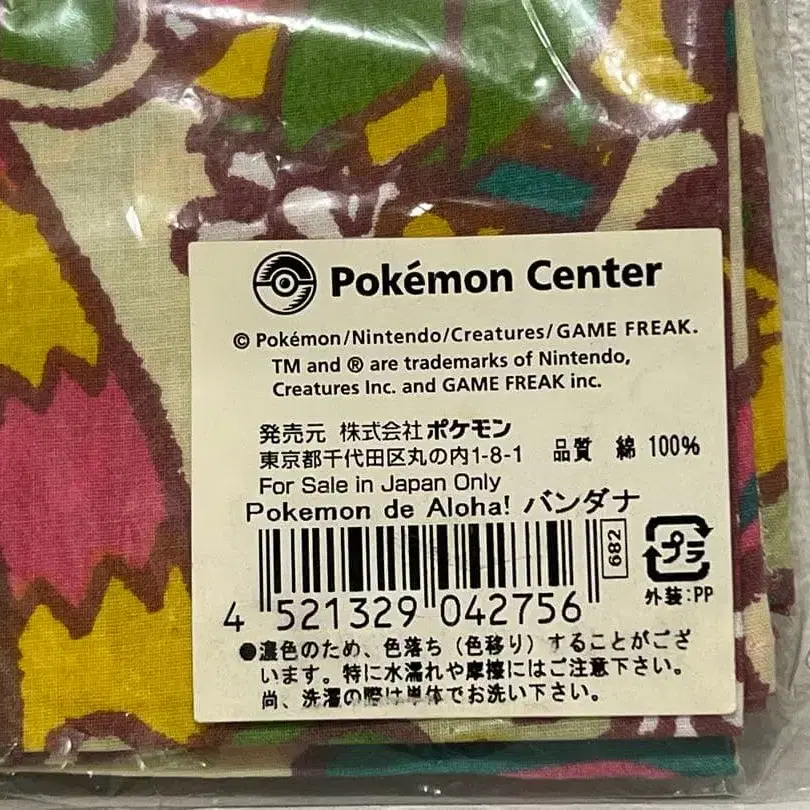 Pokémon Center
© Pokémon/Nintendo/Creatures/GAME FREAK.
TM and ® are trademarks of Nintendo,
Creatures Inc. and GAME FREAK inc.
発売元 株式会社ポケモン
東京都千代田区丸の内1-8-1 品質 綿 100%
For Sale in Japan Only
Pokemon de Aloha! バンダナ
682
プラ
外装:PP
4 521329 042756
●濃色のため、色落ち（色移り）することがござ
います。特に水濡れや摩擦にはご注意下さい。
尚、洗濯の際は単体でお洗い下さい。